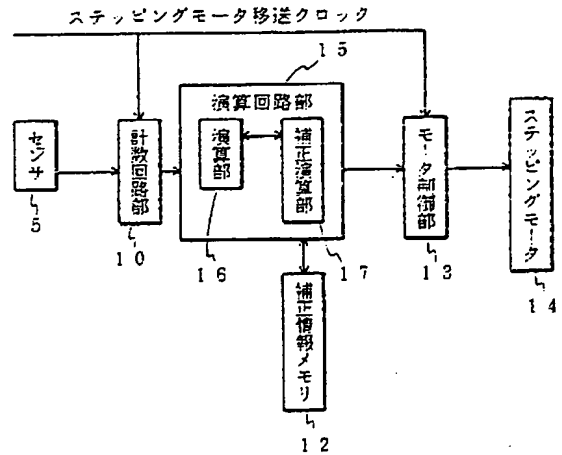 ステッピングモータ移送クロック
15
演算回路部
センサ
5
計数回路部
10
演算部
16
補正演算部
17
モータ制御部
13
ステッピングモータ
14
補正情報メモリ
12